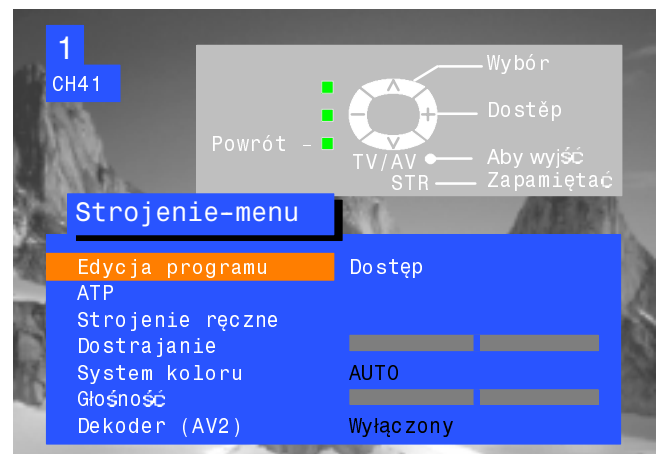 1
CH41
Wybór
Dostěp
Powrót -
TV/AV Aby wyjść
STR Zapamiętać
Strojenie-menu
Edycja programu Dostęp
ATP
Strojenie ręczne
Dostrajanie
System koloru AUTO
Głośność
Dekoder (AV2) Wyłączony